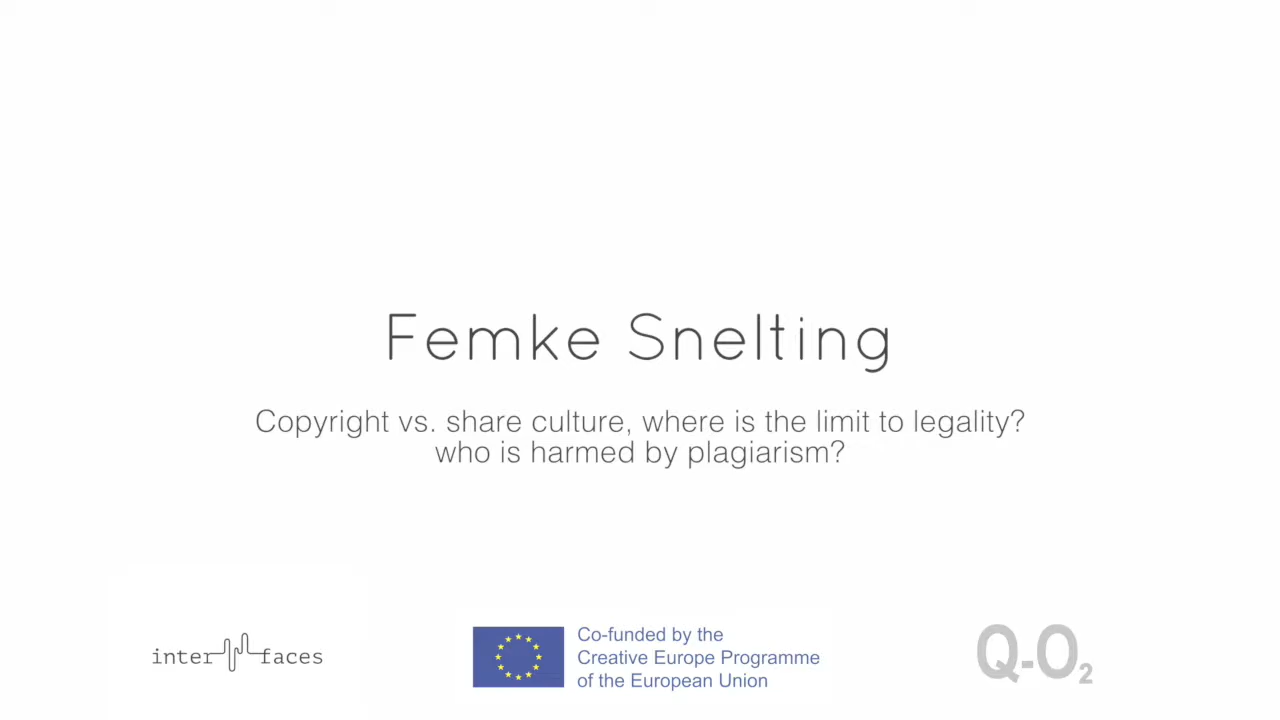 Femke Snelting
Copyright vs. share culture, where is the limit to legality?
who is harmed by plagiarism?
inter faces
Co-funded by the
Creative Europe Programme
of the European Union
Q-O2